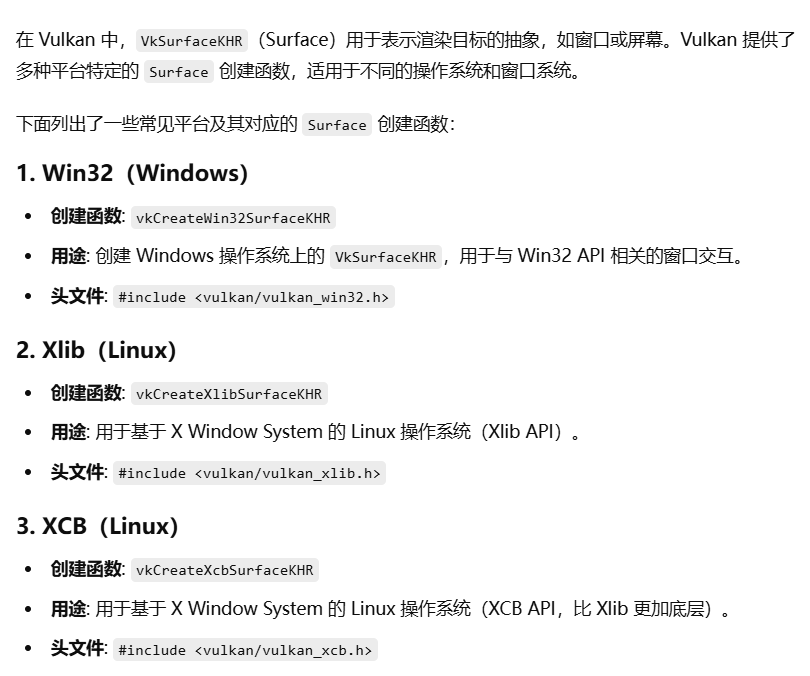 在 Vulkan 中，VkSurfaceKHR（Surface）用于表示渲染目标的抽象，如窗口或屏幕。Vulkan 提供了
多种平台特定的 Surface 创建函数，适用于不同的操作系统和窗口系统。
下面列出了一些常见平台及其对应的 Surface 创建函数：
1. Win32（Windows）
• 创建函数: vkCreateWin32SurfaceKHR
• 用途: 创建 Windows 操作系统上的 VkSurfaceKHR，用于与 Win32 API 相关的窗口交互。
• 头文件: #include <vulkan/vulkan_win32.h>
2. Xlib（Linux）
• 创建函数: vkCreateXlibSurfaceKHR
• 用途: 用于基于 X Window System 的 Linux 操作系统（Xlib API）。
• 头文件: #include <vulkan/vulkan_xlib.h>
3. XCB（Linux）
• 创建函数: vkCreateXcbSurfaceKHR
• 用途: 用于基于 X Window System 的 Linux 操作系统（XCB API，比 Xlib 更加底层）。
• 头文件: #include <vulkan/vulkan_xcb.h>